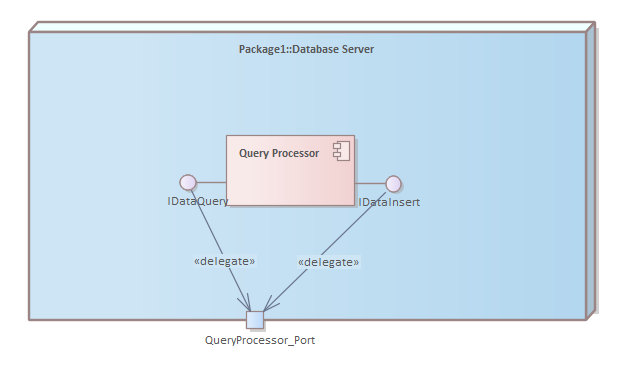 Package1::Database Server
Query Processor
IDataQuery
IDataInsert
«delegate»
«delegate»
QueryProcessor_Port